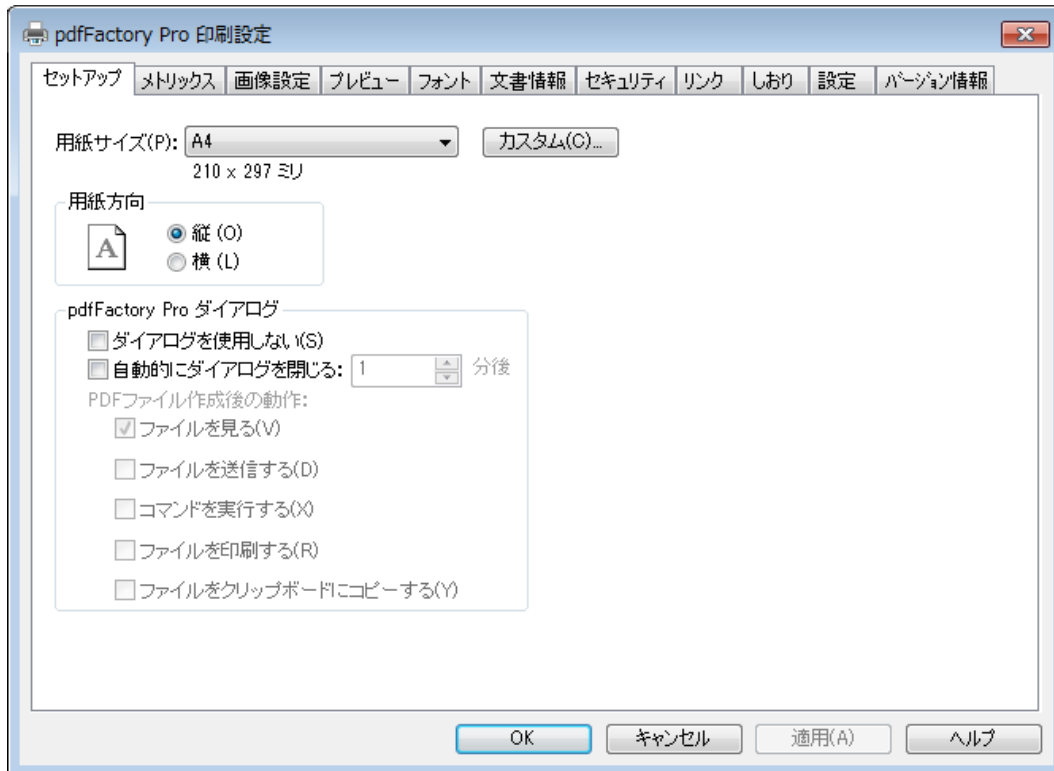 pdfFactory Pro 印刷設定
セットアップ メトリックス 画像設定 プレビュー フォント 文書情報 セキュリティ リンク しおり 設定 バージョン情報
用紙サイズ(P): A4 カスタム(C)...
210 x 297 ミリ
用紙方向
A
縦 (O)
横 (L)
pdfFactory Pro ダイアログ
ダイアログを使用しない(S)
自動的にダイアログを閉じる: 1 分後
PDFファイル作成後の動作:
ファイルを見る(V)
ファイルを送信する(D)
コマンドを実行する(X)
ファイルを印刷する(R)
ファイルをクリップボードにコピーする(Y)
OK キャンセル 適用(A) ヘルプ